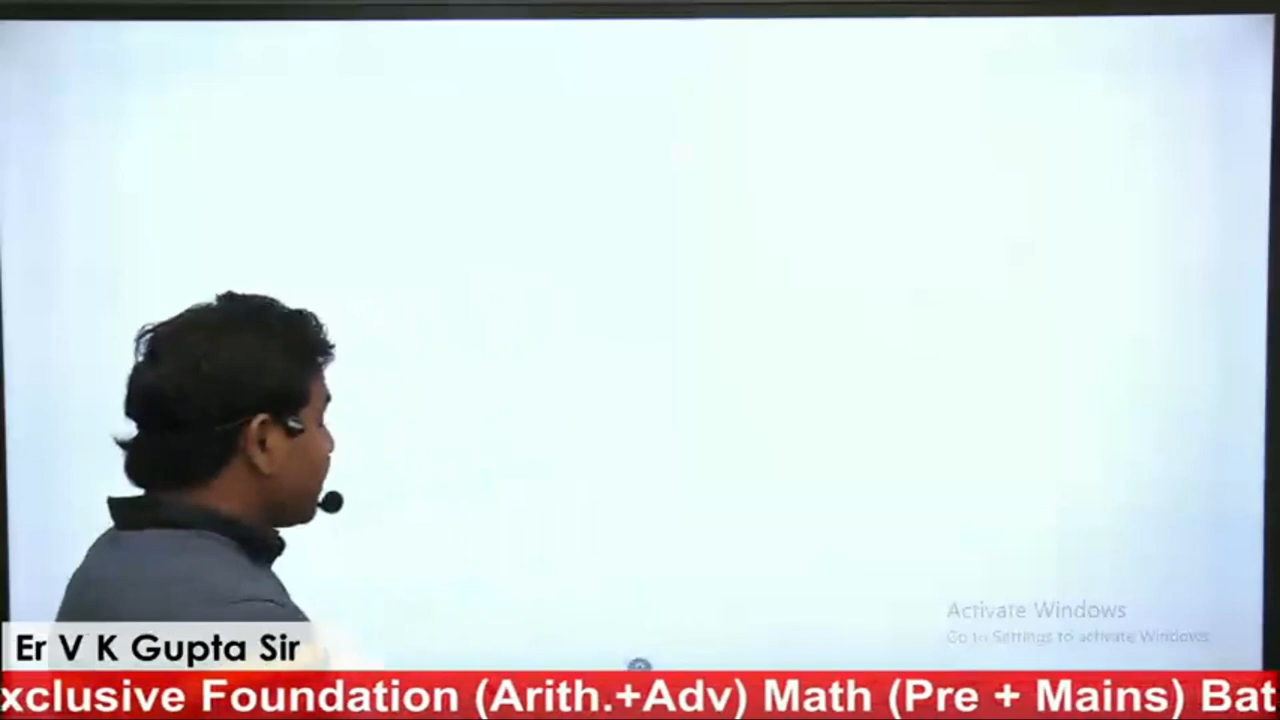 Activate Windows
Go to Settings to activate Windows.
Er V K Gupta Sir
xclusive Foundation (Arith.+Adv) Math (Pre + Mains) Bat